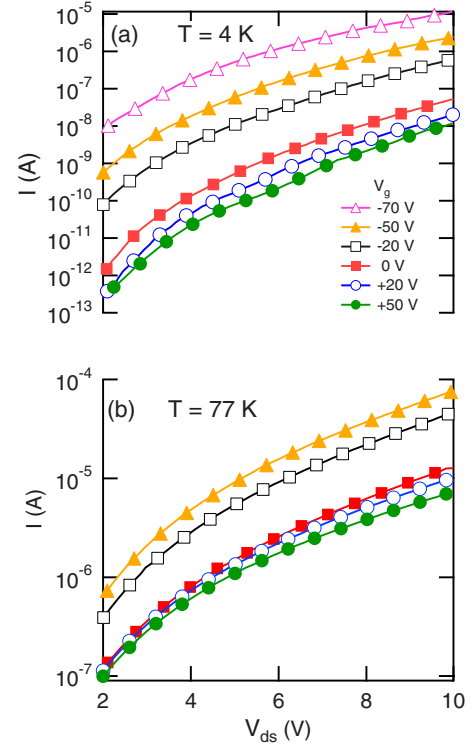 (a) T = 4 K
I (A)
10⁻⁵
10⁻⁶
10⁻⁷
10⁻⁸
10⁻⁹
10⁻¹⁰
10⁻¹¹
10⁻¹²
10⁻¹³
V_g
-70 V
-50 V
-20 V
0 V
+20 V
+50 V
(b) T = 77 K
I (A)
10⁻⁴
10⁻⁵
10⁻⁶
10⁻⁷
2 4 6 8 10
V_ds (V)